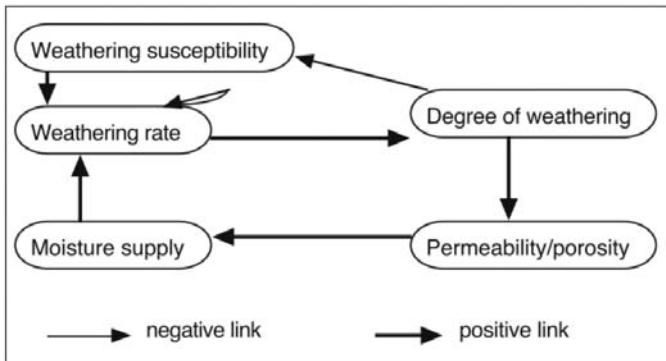 Weathering susceptibility
Weathering rate
Degree of weathering
Moisture supply
Permeability/porosity
negative link
positive link